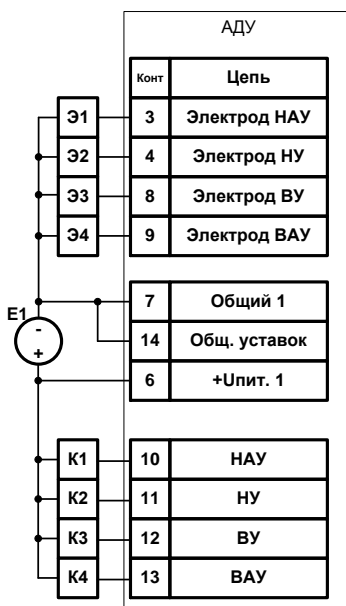 АДУ
Конт Цепь
Э1 3 Электрод НАУ
Э2 4 Электрод НУ
Э3 8 Электрод ВУ
Э4 9 Электрод ВАУ
7 Общий 1
E1
-
14 Общ. уставок
+
6 +Uпит. 1
К1 10 НАУ
К2 11 НУ
К3 12 ВУ
К4 13 ВАУ